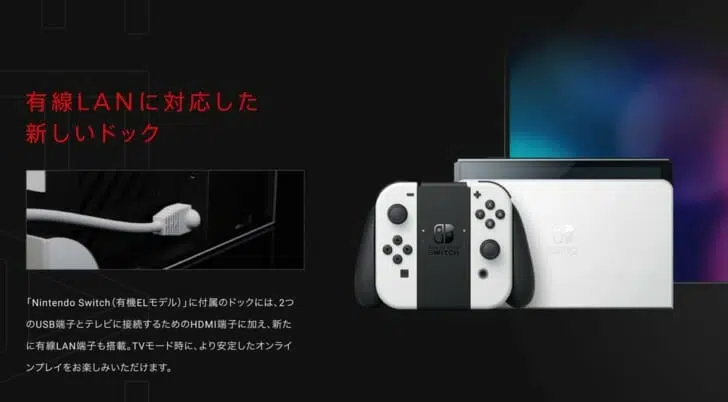 有線LANに対応した
新しいドック
「Nintendo Switch（有機ELモデル）」に付属のドックには、2つ
のUSB端子とテレビに接続するためのHDMI端子に加え、新た
に有線LAN端子も搭載。TVモード時に、より安定したオンライ
ンプレイをお楽しみいただけます。
SWITCH